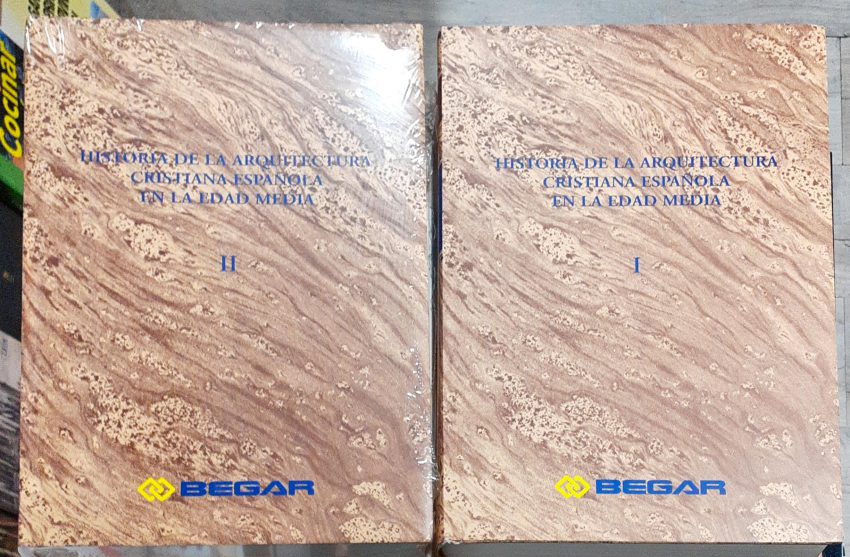 Cocinar
HISTORIA DE LA ARQUITECTURA
CRISTIANA ESPAÑOLA
EN LA EDAD MEDIA
II
BEGAR
HISTORIA DE LA ARQUITECTURA
CRISTIANA ESPAÑOLA
EN LA EDAD MEDIA
I
BEGAR